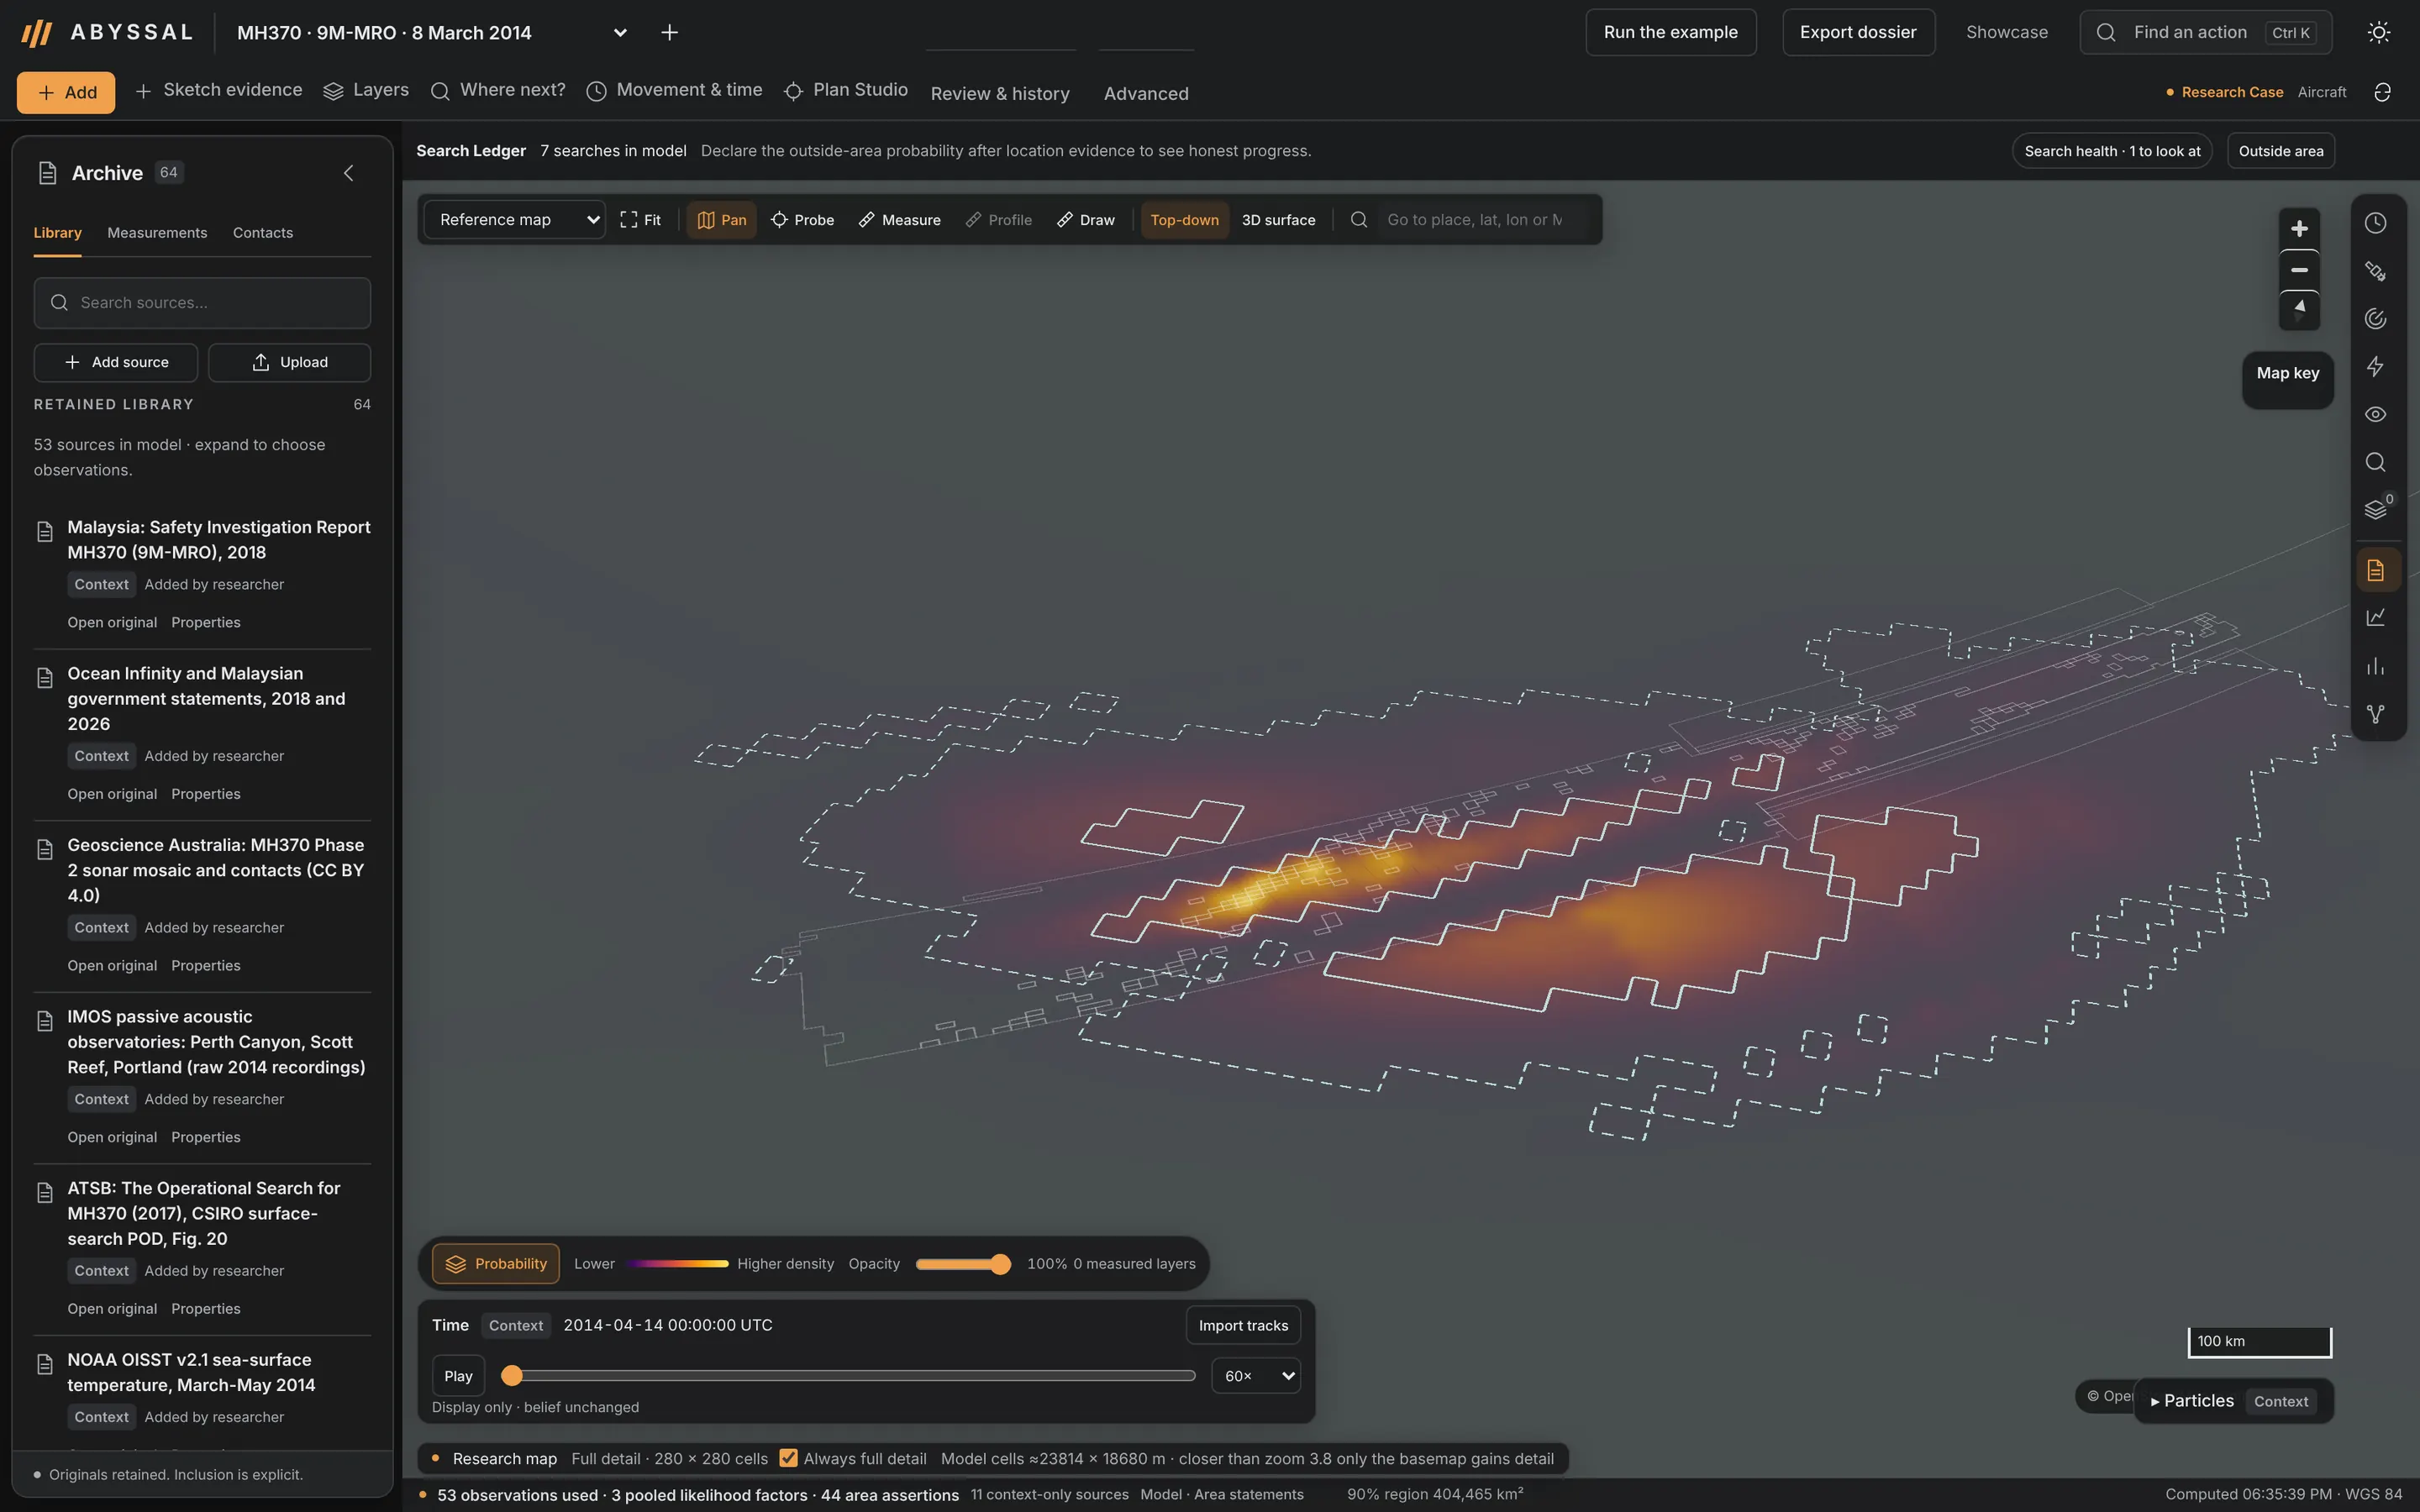 ABYSSAL
MH370 · 9M-MRO · 8 March 2014
Run the example
Export dossier
Showcase
Find an action Ctrl K
Add
Sketch evidence
Layers
Where next?
Movement & time
Plan Studio
Review & history
Advanced
Research Case Aircraft
Archive 64
Library Measurements Contacts
Search sources...
Add source
Upload
RETAINED LIBRARY 64
53 sources in model · expand to choose
observations.
Malaysia: Safety Investigation Report
MH370 (9M-MRO), 2018
Context Added by researcher
Open original Properties
Ocean Infinity and Malaysian
government statements, 2018 and
2026
Context Added by researcher
Open original Properties
Geoscience Australia: MH370 Phase
2 sonar mosaic and contacts (CC BY
4.0)
Context Added by researcher
Open original Properties
IMOS passive acoustic
observatories: Perth Canyon, Scott
Reef, Portland (raw 2014 recordings)
Context Added by researcher
Open original Properties
ATSB: The Operational Search for
MH370 (2017), CSIRO surface-
search POD, Fig. 20
Context Added by researcher
Open original Properties
NOAA OISST v2.1 sea-surface
temperature, March-May 2014
Context Added by researcher
Originals retained. Inclusion is explicit.
Search Ledger 7 searches in model Declare the outside-area probability after location evidence to see honest progress.
Search health · 1 to look at
Outside area
Reference map
Fit
Pan
Probe
Measure
Profile
Draw
Top-down
3D surface
Go to place, lat, lon or M
Map key
0
Probability Lower Higher density Opacity 100% 0 measured layers
Time Context 2014-04-14 00:00:00 UTC
Import tracks
Play
60×
Display only · belief unchanged
100 km
© Oper
Particles Context
Research map Full detail · 280 × 280 cells Always full detail Model cells ≈23814 × 18680 m · closer than zoom 3.8 only the basemap gains detail
53 observations used · 3 pooled likelihood factors · 44 area assertions 11 context-only sources Model · Area statements 90% region 404,465 km²
Computed 06:35:39 PM · WGS 84